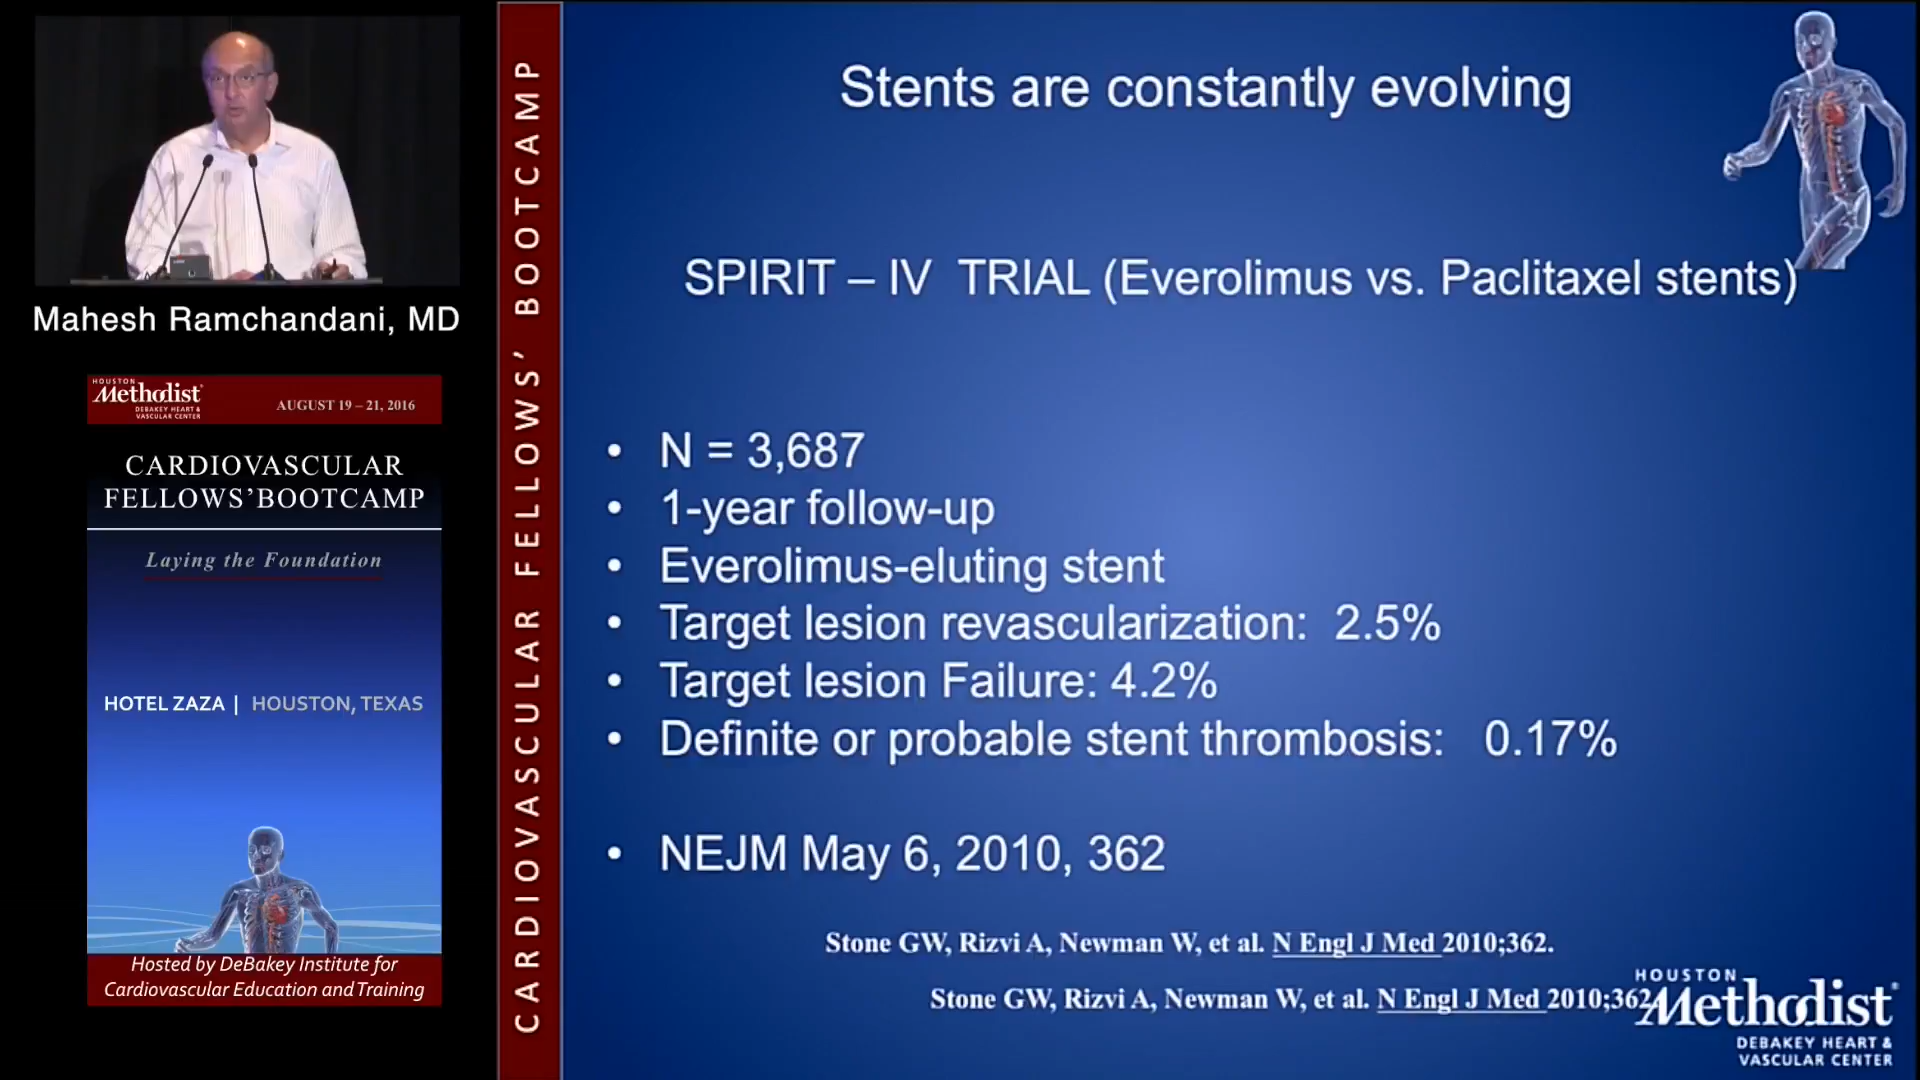 Mahesh Ramchandani, MD
HOUSTON
Methodist
DEBAKEY HEART &
VASCULAR CENTER
AUGUST 19 – 21, 2016
CARDIOVASCULAR
FELLOWS’BOOTCAMP
Laying the Foundation
HOTEL ZAZA | HOUSTON, TEXAS
Hosted by DeBakey Institute for
Cardiovascular Education and Training
CARDIOVASCULAR FELLOWS’ BOOTCAMP
Stents are constantly evolving
SPIRIT – IV TRIAL (Everolimus vs. Paclitaxel stents)
• N = 3,687
• 1-year follow-up
• Everolimus-eluting stent
• Target lesion revascularization: 2.5%
• Target lesion Failure: 4.2%
• Definite or probable stent thrombosis: 0.17%
• NEJM May 6, 2010, 362
Stone GW, Rizvi A, Newman W, et al. N Engl J Med 2010;362.
Stone GW, Rizvi A, Newman W, et al. N Engl J Med 2010;362.
HOUSTON
Methodist
DEBAKEY HEART &
VASCULAR CENTER